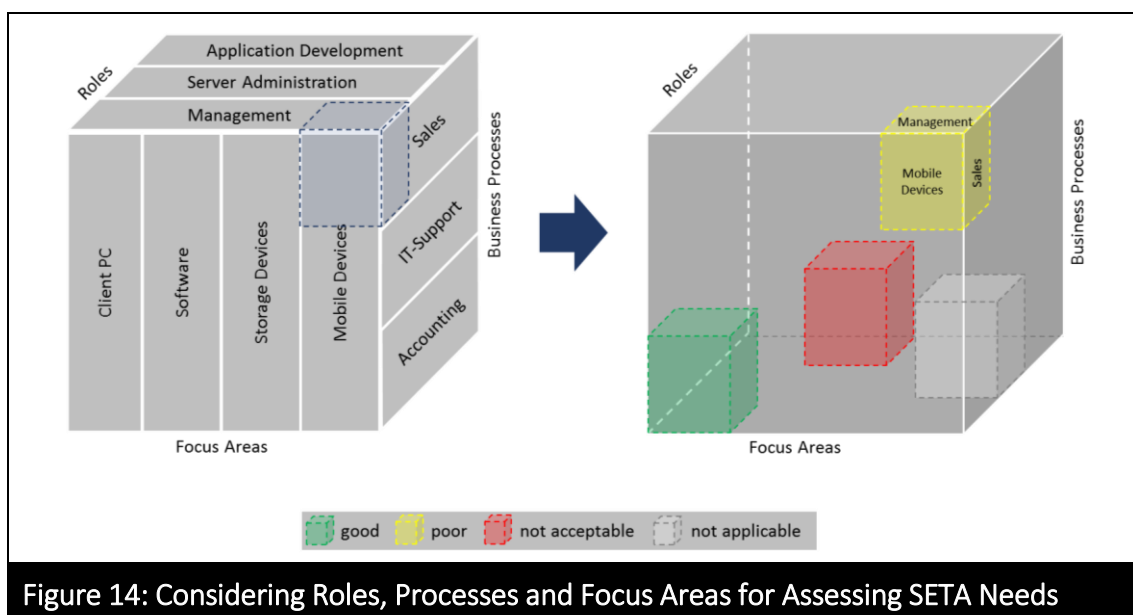 Roles
Application Development
Server Administration
Management
Client PC
Software
Storage Devices
Mobile Devices
Sales
IT-Support
Accounting
Business Processes
Focus Areas
Roles
Management
Mobile
Devices
Sales
Business Processes
Focus Areas
good
poor
not acceptable
not applicable
Figure 14: Considering Roles, Processes and Focus Areas for Assessing SETA Needs